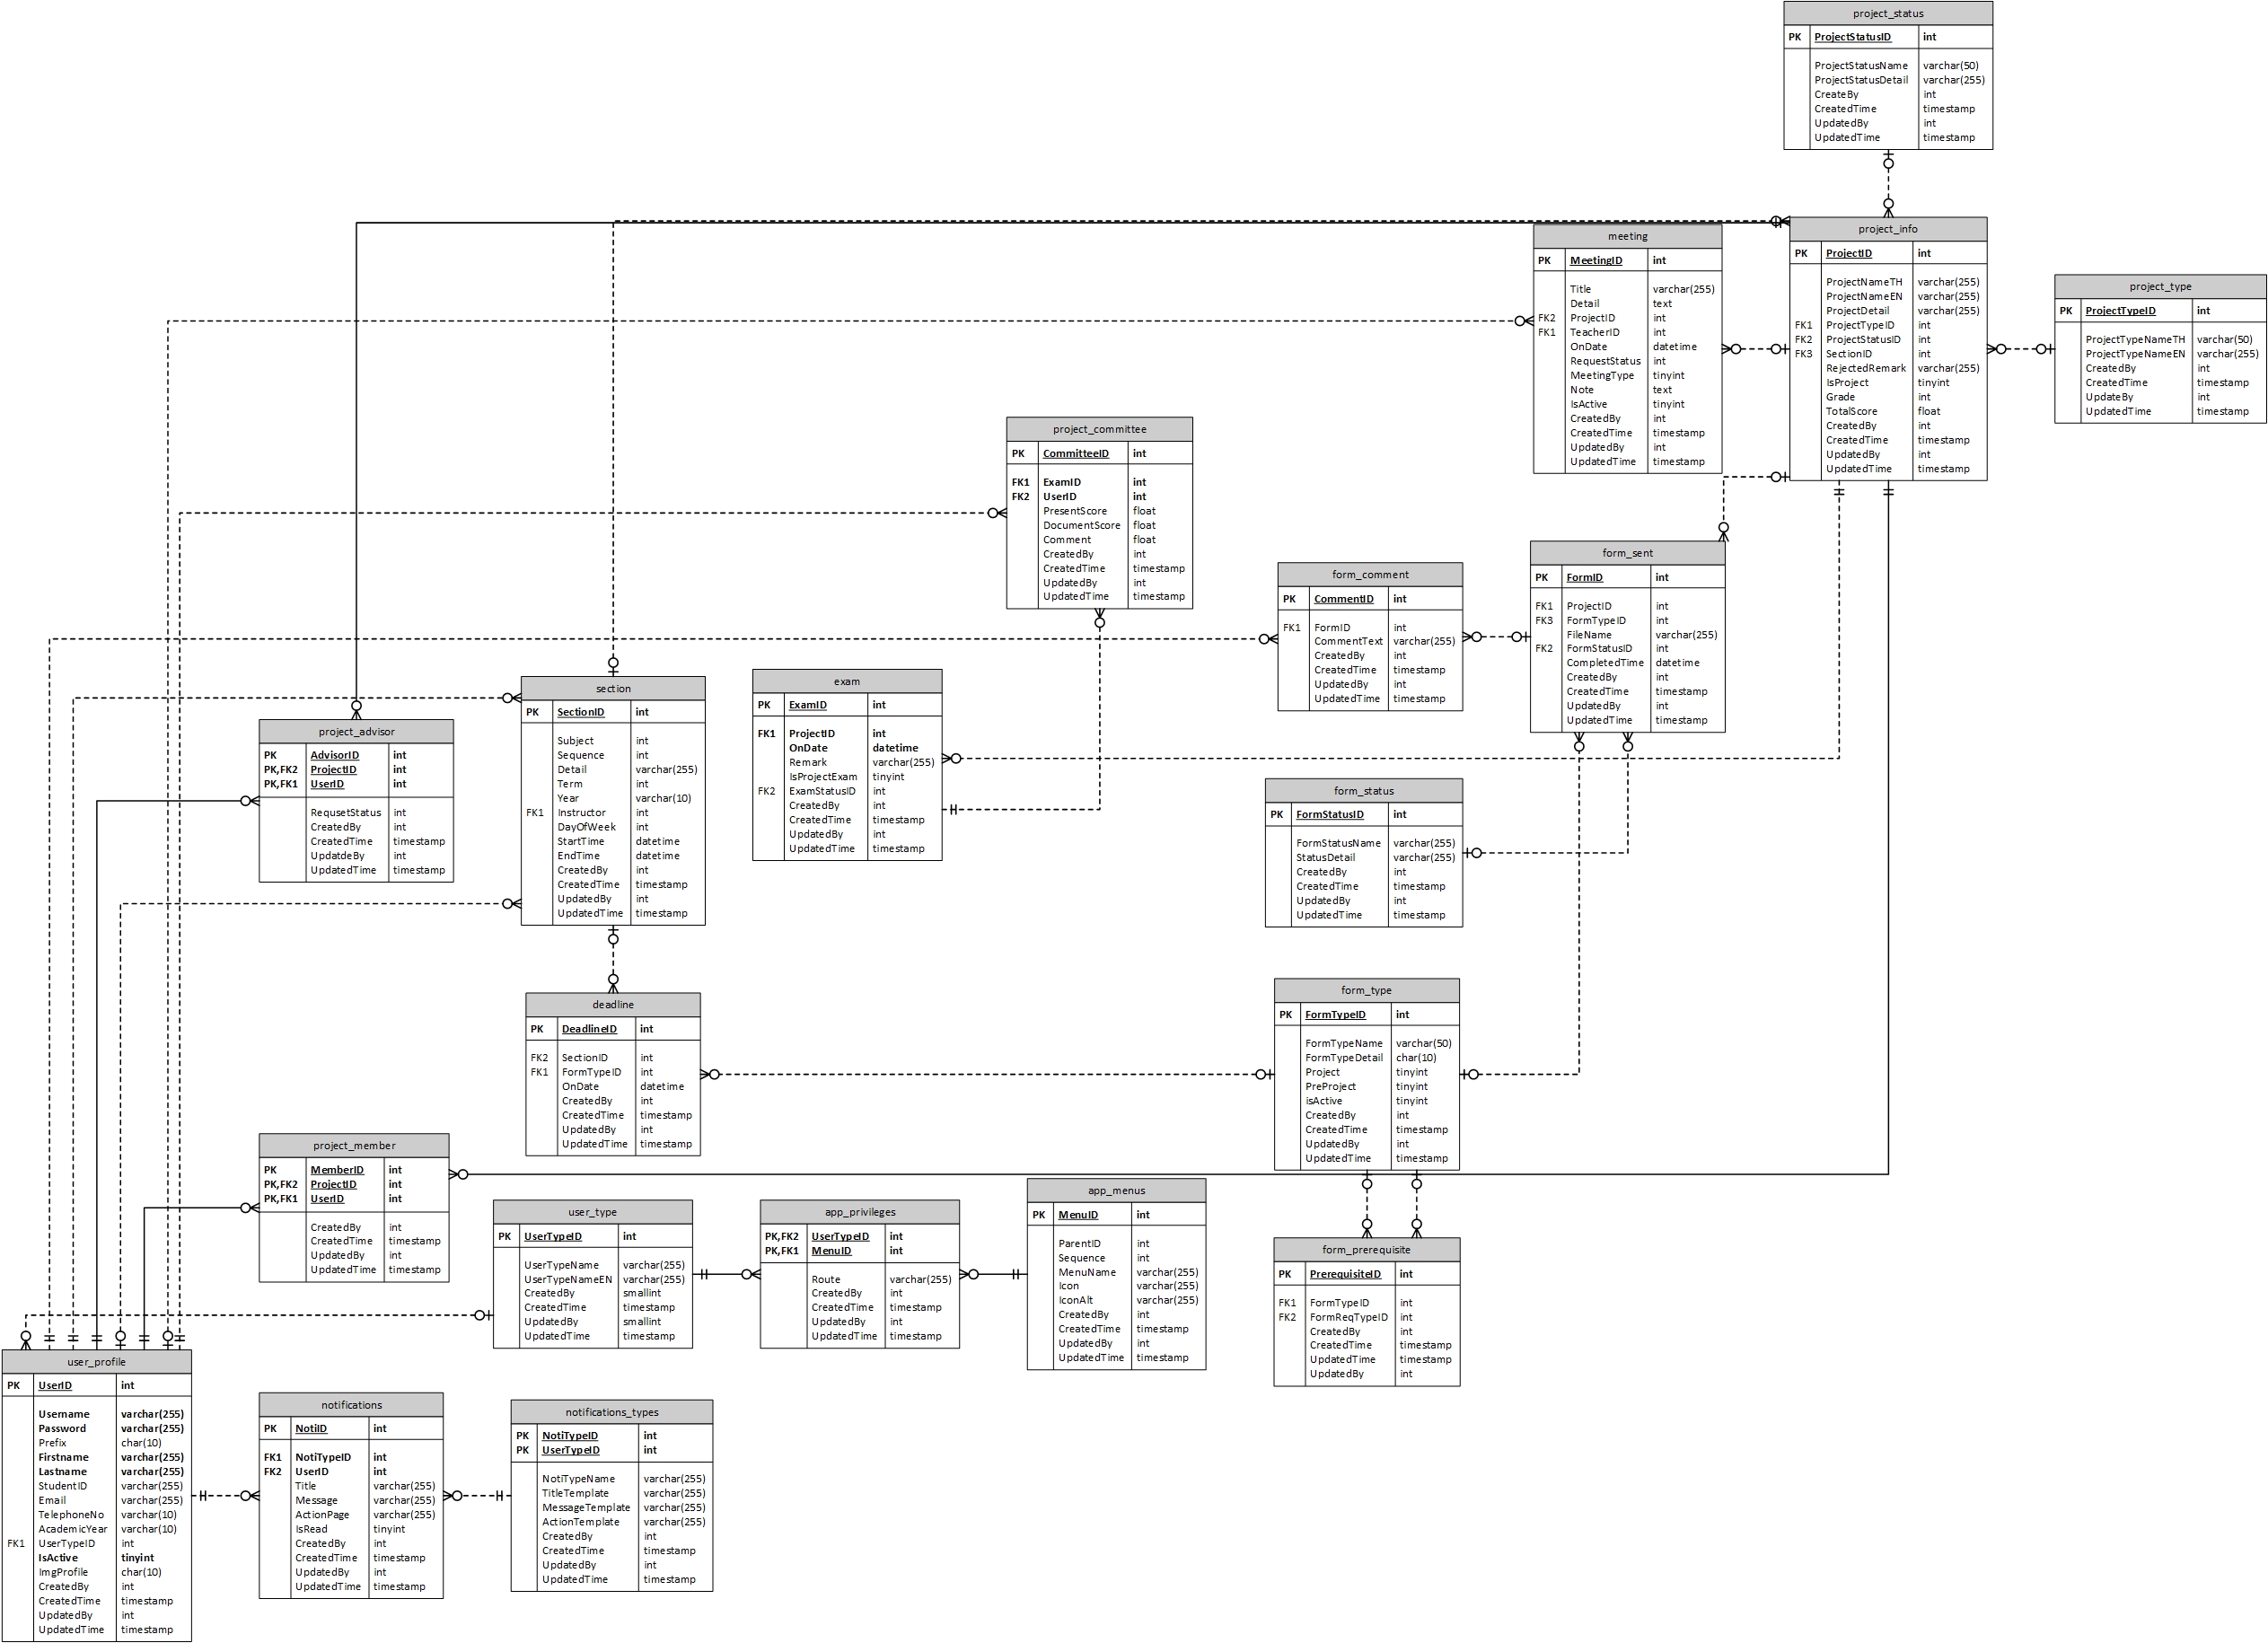 project_status
PK ProjectStatusID int
ProjectStatusName varchar(50)
ProjectStatusDetail varchar(255)
CreateBy int
CreatedTime timestamp
UpdatedBy int
UpdatedTime timestamp
project_info
PK ProjectID int
ProjectNameTH varchar(255)
ProjectNameEN varchar(255)
ProjectDetail varchar(255)
FK1 ProjectTypeID int
FK2 ProjectStatusID int
FK3 SectionID int
RejectedRemark varchar(255)
IsProject tinyint
Grade int
TotalScore float
CreatedBy int
CreatedTime timestamp
UpdatedBy int
UpdatedTime timestamp
meeting
PK MeetingID int
Title varchar(255)
Detail text
FK2 ProjectID int
FK1 TeacherID int
OnDate datetime
RequestStatus int
MeetingType tinyint
Note text
IsActive tinyint
CreatedBy int
CreatedTime timestamp
UpdatedBy int
UpdatedTime timestamp
project_type
PK ProjectTypeID int
ProjectTypeNameTH varchar(50)
ProjectTypeNameEN varchar(255)
CreatedBy int
CreatedTime timestamp
UpdateBy int
UpdatedTime timestamp
project_committee
PK CommitteeID int
FK1 ExamID int
FK2 UserID int
PresentScore float
DocumentScore float
Comment float
CreatedBy int
CreatedTime timestamp
UpdatedBy int
UpdatedTime timestamp
form_sent
PK FormID int
FK1 ProjectID int
FK3 FormTypeID int
FileName varchar(255)
FK2 FormStatusID int
CompletedTime datetime
CreatedBy int
CreatedTime timestamp
UpdatedBy int
UpdatedTime timestamp
form_comment
PK CommentID int
FK1 FormID int
CommentText varchar(255)
CreatedBy int
CreatedTime timestamp
UpdatedBy int
UpdatedTime timestamp
exam
PK ExamID int
FK1 ProjectID int
OnDate datetime
Remark varchar(255)
IsProjectExam tinyint
FK2 ExamStatusID int
CreatedBy int
CreatedTime timestamp
UpdatedBy int
UpdatedTime timestamp
section
PK SectionID int
Subject int
Sequence int
Detail varchar(255)
Term int
Year varchar(10)
FK1 Instructor int
DayOfWeek int
StartTime datetime
EndTime datetime
CreatedBy int
CreatedTime timestamp
UpdatedBy int
UpdatedTime timestamp
project_advisor
PK AdvisorID int
PK,FK2 ProjectID int
PK,FK1 UserID int
RequsetStatus int
CreatedBy int
CreatedTime timestamp
UpdatdeBy int
UpdatedTime timestamp
form_status
PK FormStatusID int
FormStatusName varchar(255)
StatusDetail varchar(255)
CreatedBy int
CreatedTime timestamp
UpdatedBy int
UpdatedTime timestamp
deadline
PK DeadlineID int
FK2 SectionID int
FK1 FormTypeID int
OnDate datetime
CreatedBy int
CreatedTime timestamp
UpdatedBy int
UpdatedTime timestamp
form_type
PK FormTypeID int
FormTypeName varchar(50)
FormTypeDetail char(10)
Project tinyint
PreProject tinyint
isActive tinyint
CreatedBy int
CreatedTime timestamp
UpdatedBy int
UpdatedTime timestamp
project_member
PK MemberID int
PK,FK2 ProjectID int
PK,FK1 UserID int
CreatedBy int
CreatedTime timestamp
UpdatedBy int
UpdatedTime timestamp
user_type
PK UserTypeID int
UserTypeName varchar(255)
UserTypeNameEN varchar(255)
CreatedBy smallint
CreatedTime timestamp
UpdatedBy smallint
UpdatedTime timestamp
app_privileges
PK,FK2 UserTypeID int
PK,FK1 MenuID int
Route varchar(255)
CreatedBy int
CreatedTime timestamp
UpdatedBy int
UpdatedTime timestamp
app_menus
PK MenuID int
ParentID int
Sequence int
MenuName varchar(255)
Icon varchar(255)
IconAlt varchar(255)
CreatedBy int
CreatedTime timestamp
UpdatedBy int
UpdatedTime timestamp
form_prerequisite
PK PrerequisiteID int
FK1 FormTypeID int
FK2 FormReqTypeID int
CreatedBy int
CreatedTime timestamp
UpdatedTime timestamp
UpdatedBy int
user_profile
PK UserID int
Username varchar(255)
Password varchar(255)
Prefix char(10)
Firstname varchar(255)
Lastname varchar(255)
StudentID varchar(255)
Email varchar(255)
TelephoneNo varchar(10)
AcademicYear varchar(10)
FK1 UserTypeID int
IsActive tinyint
ImgProfile char(10)
CreatedBy int
CreatedTime timestamp
UpdatedBy int
UpdatedTime timestamp
notifications
PK NotiID int
FK1 NotiTypeID int
FK2 UserID int
Title varchar(255)
Message varchar(255)
ActionPage varchar(255)
IsRead tinyint
CreatedBy int
CreatedTime timestamp
UpdatedBy int
UpdatedTime timestamp
notifications_types
PK NotiTypeID int
PK UserTypeID int
NotiTypeName varchar(255)
TitleTemplate varchar(255)
MessageTemplate varchar(255)
ActionTemplate varchar(255)
CreatedBy int
CreatedTime timestamp
UpdatedBy int
UpdatedTime timestamp